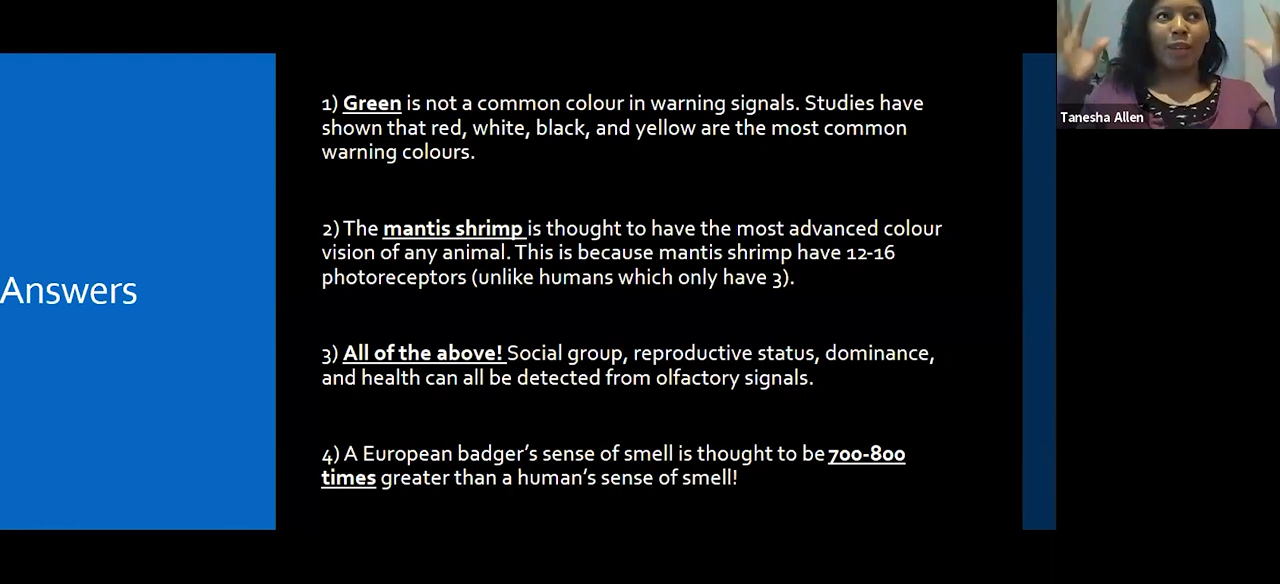 Answers
1) Green is not a common colour in warning signals. Studies have
shown that red, white, black, and yellow are the most common
warning colours.
2) The mantis shrimp is thought to have the most advanced colour
vision of any animal. This is because mantis shrimp have 12-16
photoreceptors (unlike humans which only have 3).
3) All of the above! Social group, reproductive status, dominance,
and health can all be detected from olfactory signals.
4) A European badger’s sense of smell is thought to be 700-800
times greater than a human’s sense of smell!
Tanesha Allen